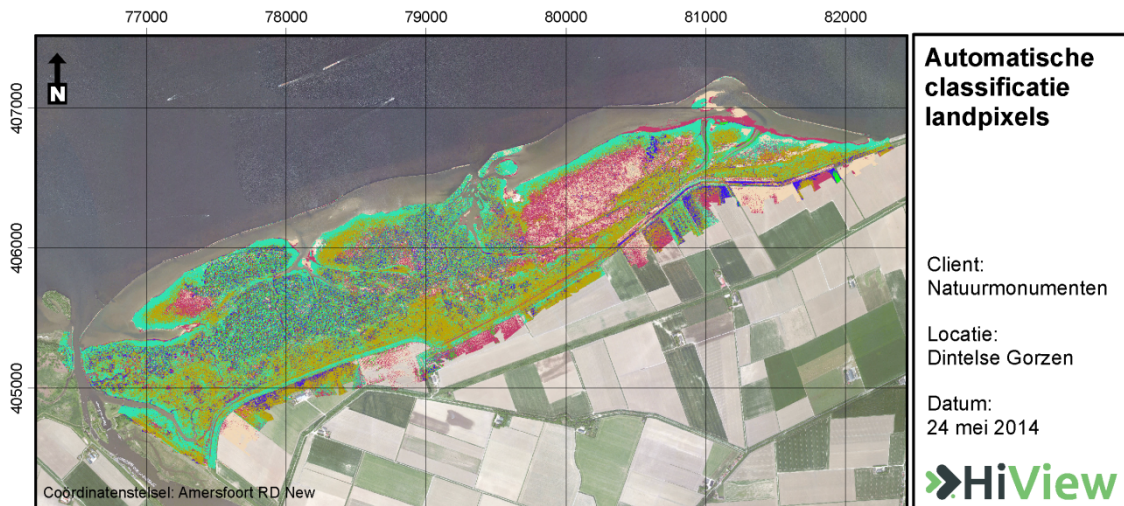 77000 78000 79000 80000 81000 82000
407000
406000
405000
N
Coördinatenstelsel: Amersfoort RD New
Automatische
classificatie
landpixels
Client:
Natuurmonumenten
Locatie:
Dintelse Gorzen
Datum:
24 mei 2014
HiView